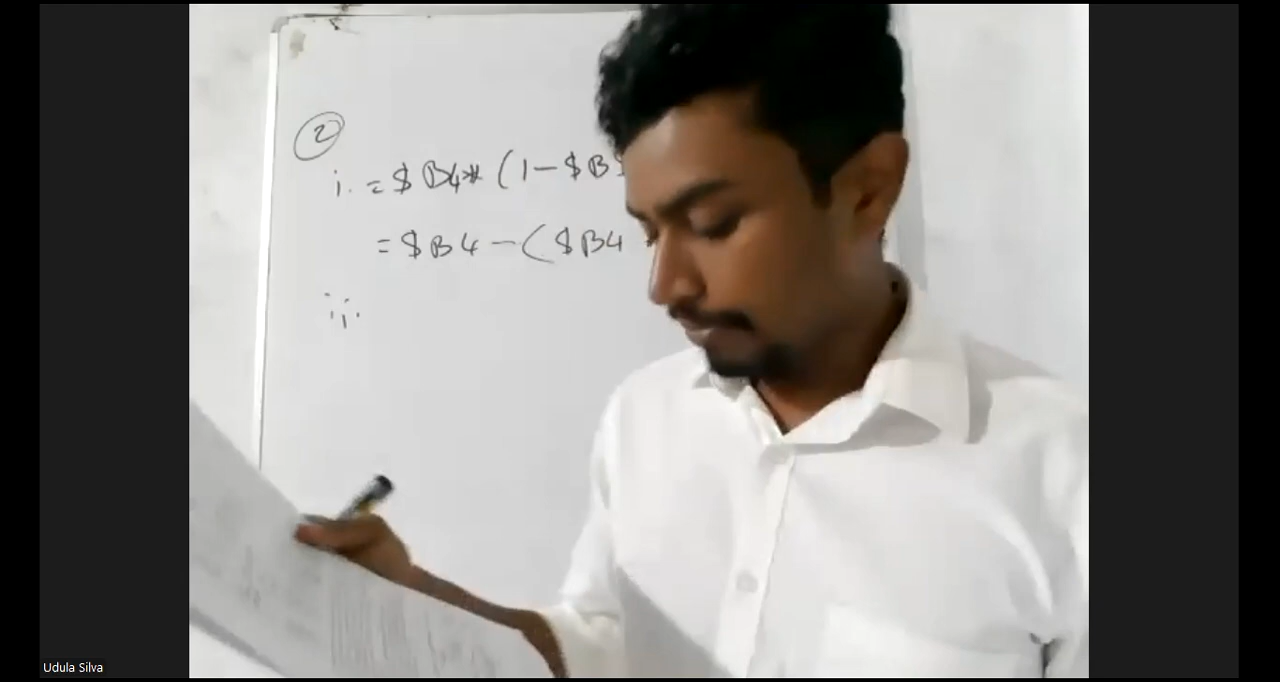 2
i. = $ B4* (1 - $B
= $B4 - ($B4
ii.
Udula Silva